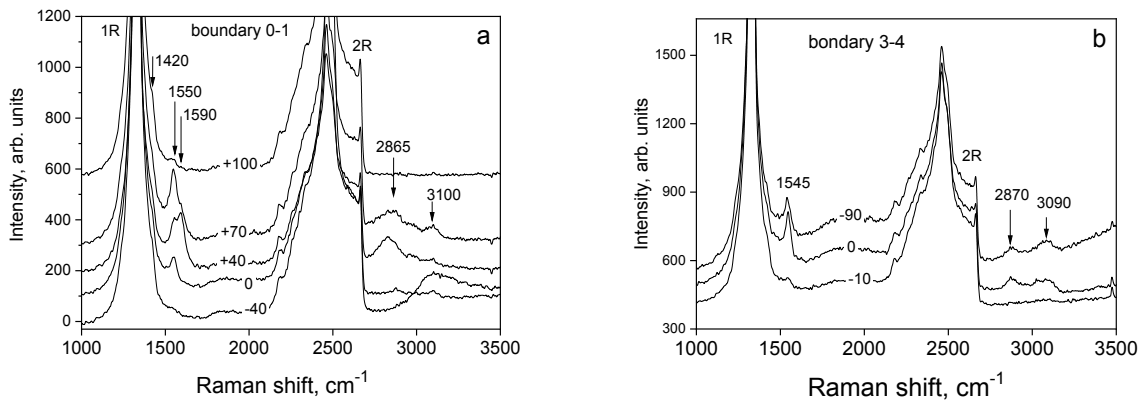 1200
1000
800
600
400
200
0
1000 1500 2000 2500 3000 3500
Intensity, arb. units
Raman shift, cm-1
1R
boundary 0-1
a
2R
1420
1550
1590
2865
3100
+100
+70
+40
0
-40
1500
1200
900
600
300
1000 1500 2000 2500 3000 3500
Intensity, arb. units
Raman shift, cm-1
1R
bondary 3-4
b
2R
1545
2870
3090
-90
0
-10